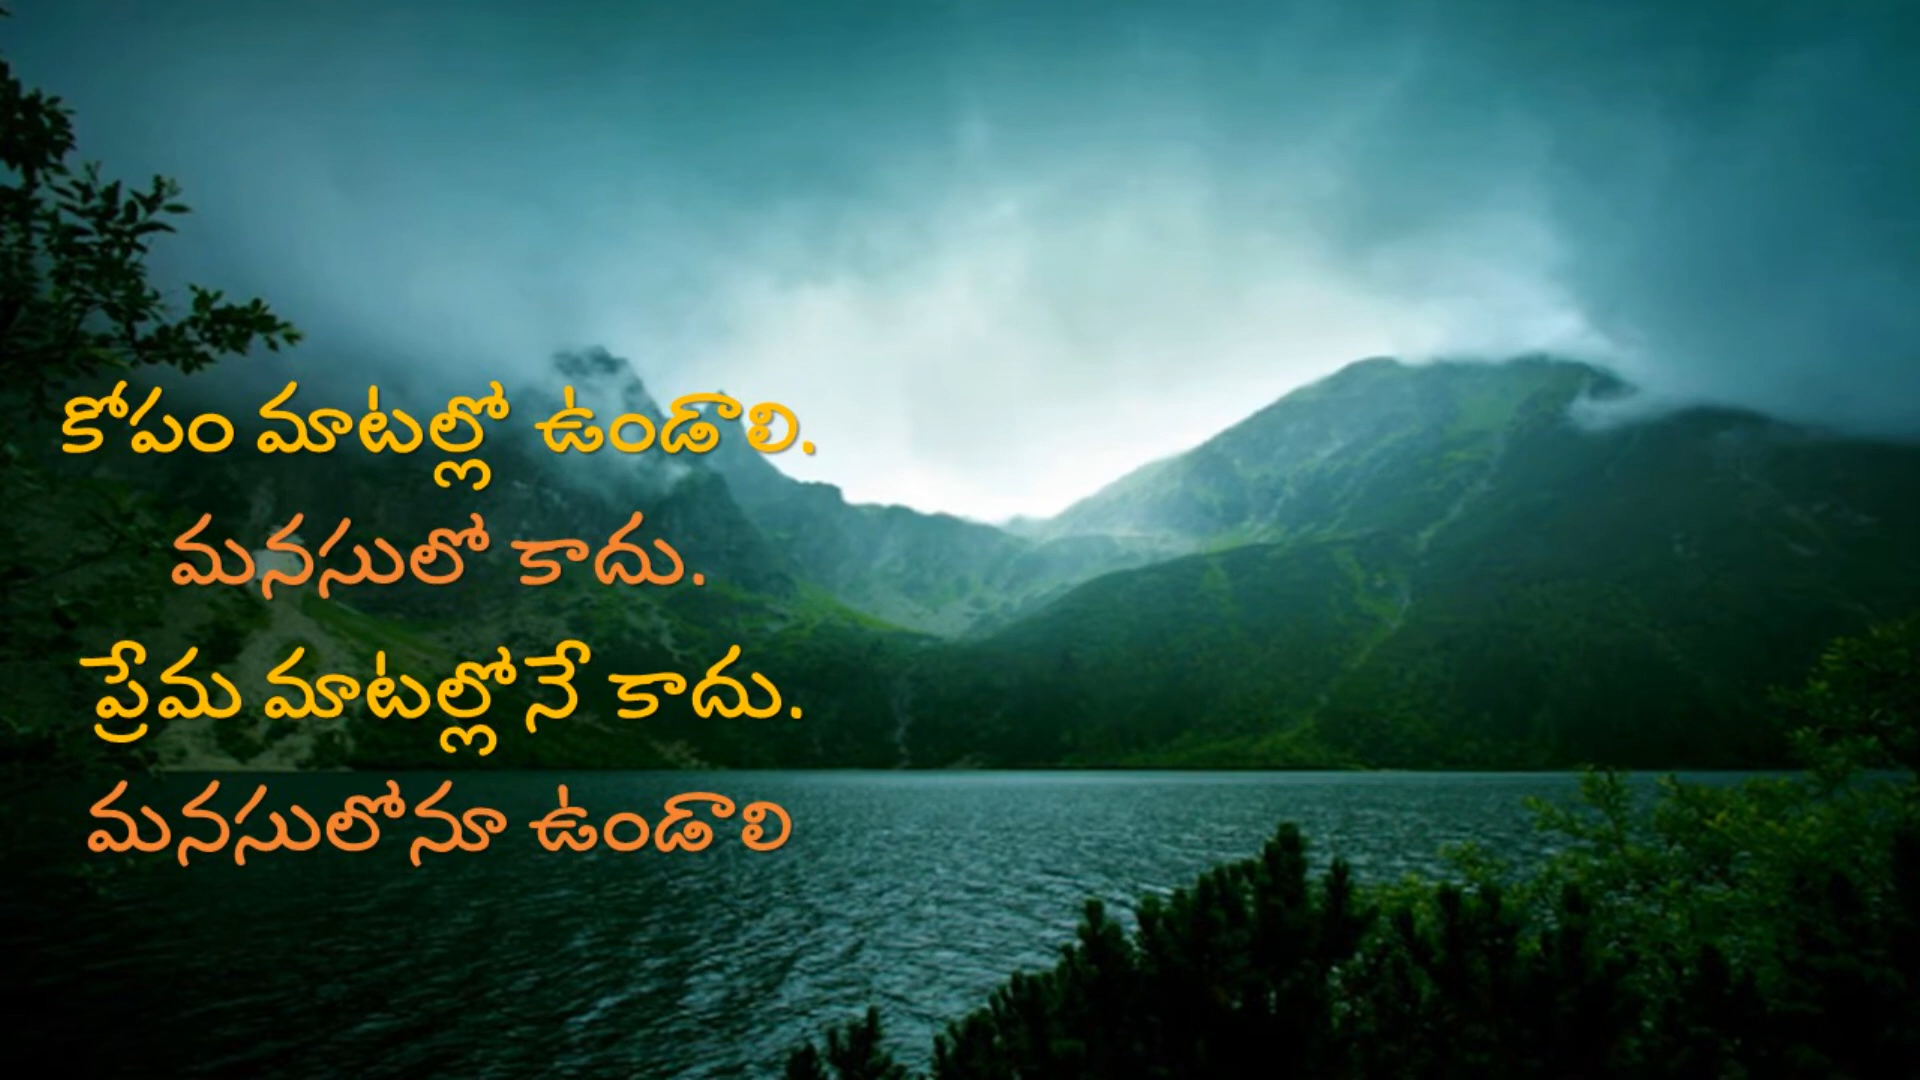 కోపం మాటల్లో ఉండాలి.
మనసులో కాదు.
ప్రేమ మాటల్లోనే కాదు.
మనసులోనూ ఉండాలి